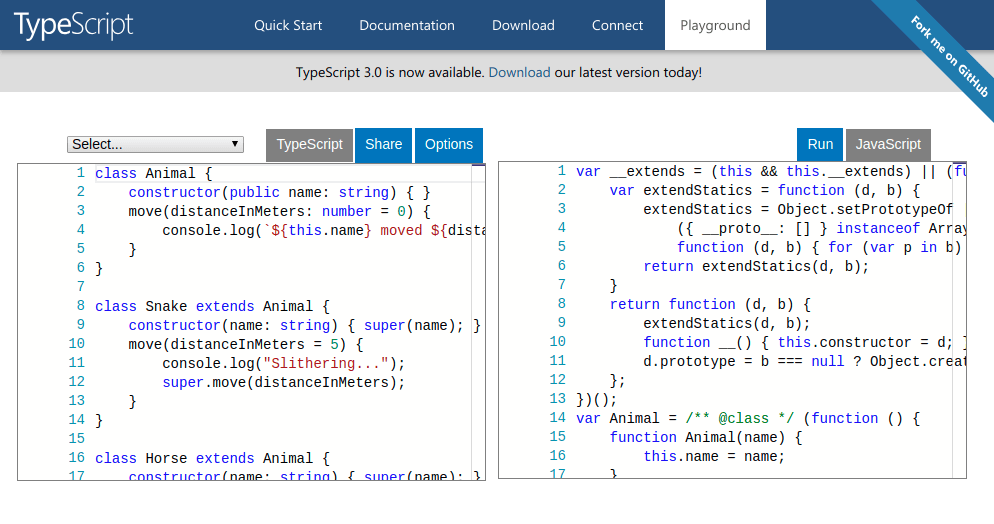 TypeScript Quick Start Documentation Download Connect Playground
Fork me on GitHub
TypeScript 3.0 is now available. Download our latest version today!
Select... TypeScript Share Options
1 class Animal {
2 constructor(public name: string) { }
3 move(distanceInMeters: number = 0) {
4 console.log(`${this.name} moved ${dista
5 }
6 }
7
8 class Snake extends Animal {
9 constructor(name: string) { super(name); }
10 move(distanceInMeters = 5) {
11 console.log("Slithering...");
12 super.move(distanceInMeters);
13 }
14 }
15
16 class Horse extends Animal {
17 constructor(name: string) { super(name); }
Run JavaScript
1 var __extends = (this && this.__extends) || (fu
2 var extendStatics = function (d, b) {
3 extendStatics = Object.setPrototypeOf
4 ({ __proto__: [] } instanceof Array
5 function (d, b) { for (var p in b)
6 return extendStatics(d, b);
7 }
8 return function (d, b) {
9 extendStatics(d, b);
10 function __() { this.constructor = d; }
11 d.prototype = b === null ? Object.creat
12 };
13 })();
14 var Animal = /** @class */ (function () {
15 function Animal(name) {
16 this.name = name;
17 }